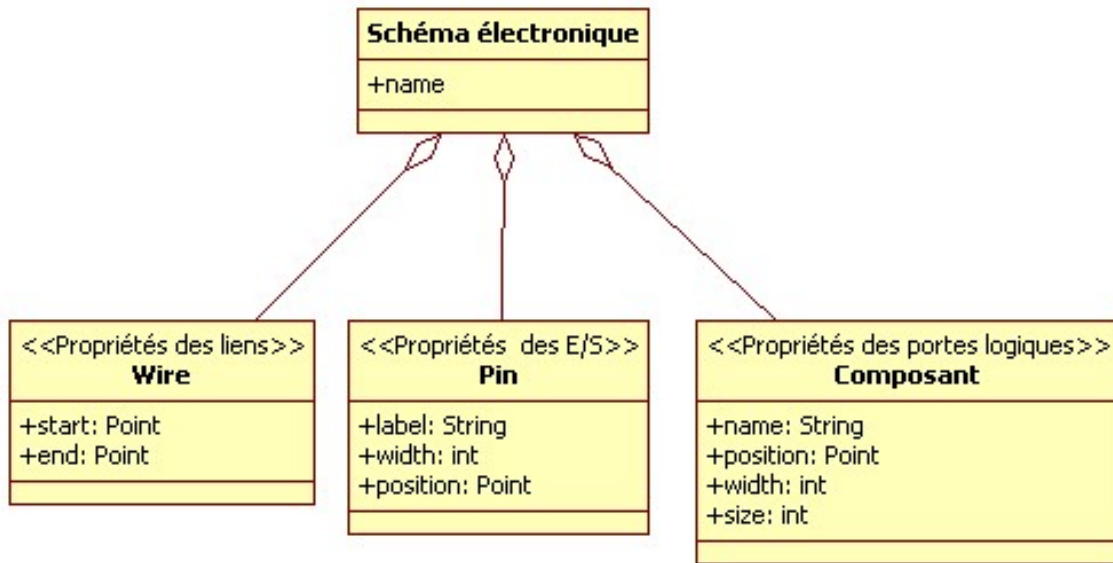 Schéma électronique
+name
<<Propriétés des liens>>
Wire
+start: Point
+end: Point
<<Propriétés  des E/S>>
Pin
+label: String
+width: int
+position: Point
<<Propriétés des portes logiques>>
Composant
+name: String
+position: Point
+width: int
+size: int